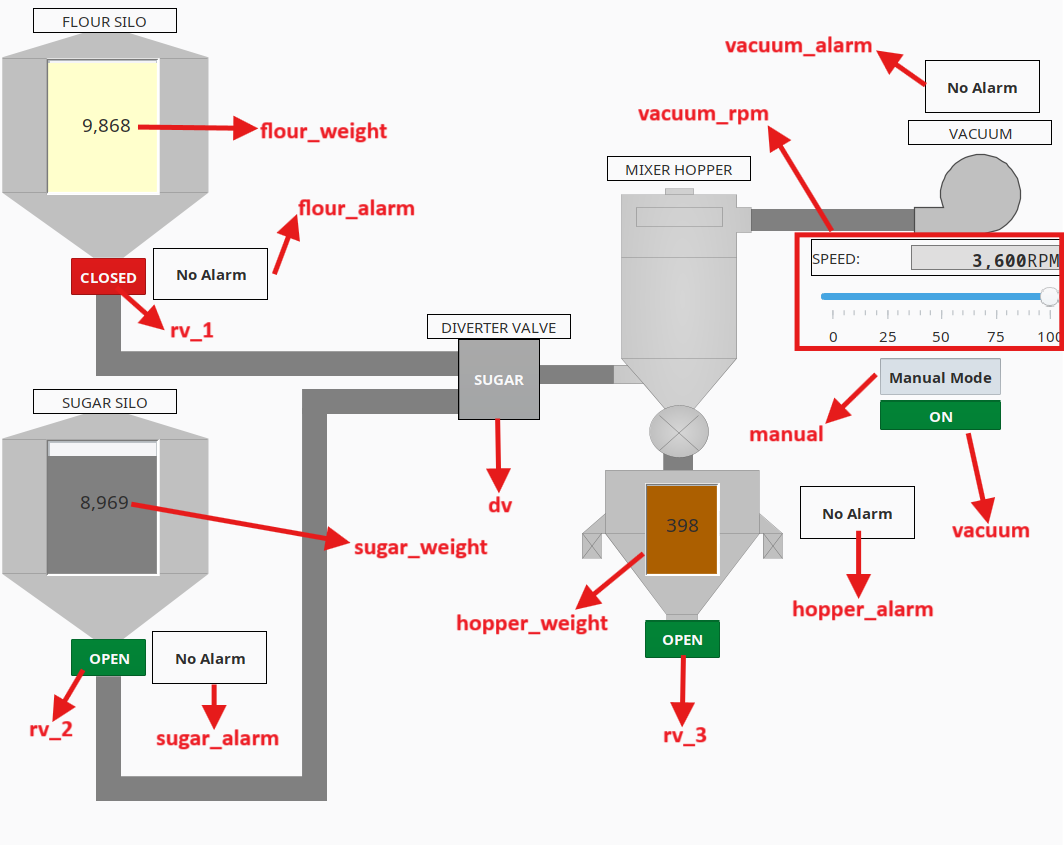 FLOUR SILO
9,868
flour_weight
flour_alarm
CLOSED
No Alarm
rv_1
SUGAR SILO
8,969
sugar_weight
OPEN
No Alarm
rv_2
sugar_alarm
DIVERTER VALVE
SUGAR
dv
MIXER HOPPER
398
hopper_weight
OPEN
rv_3
No Alarm
hopper_alarm
vacuum_alarm
No Alarm
vacuum_rpm
VACUUM
SPEED: 3,600RPM
0 25 50 75 100
Manual Mode
manual
ON
vacuum